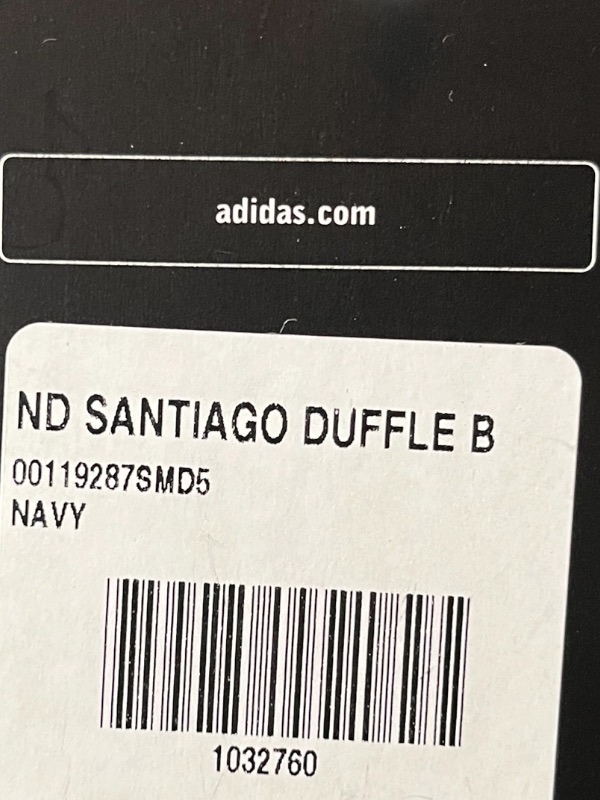 adidas.com
ND SANTIAGO DUFFLE B
00119287SMD5
NAVY
1032760